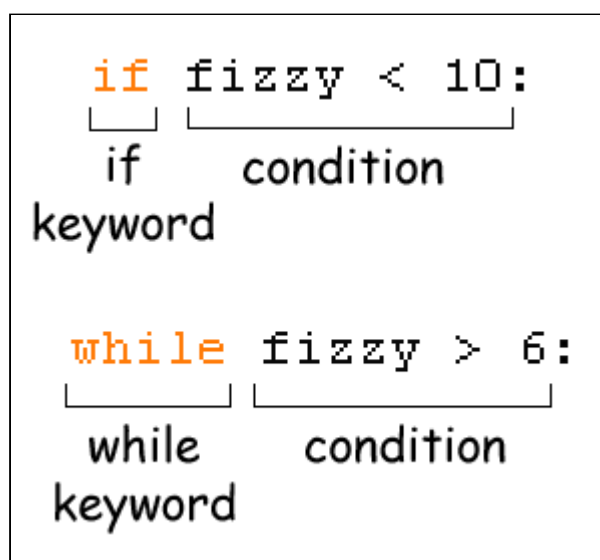 if fizzy < 10:
if condition
keyword
while fizzy > 6:
while condition
keyword